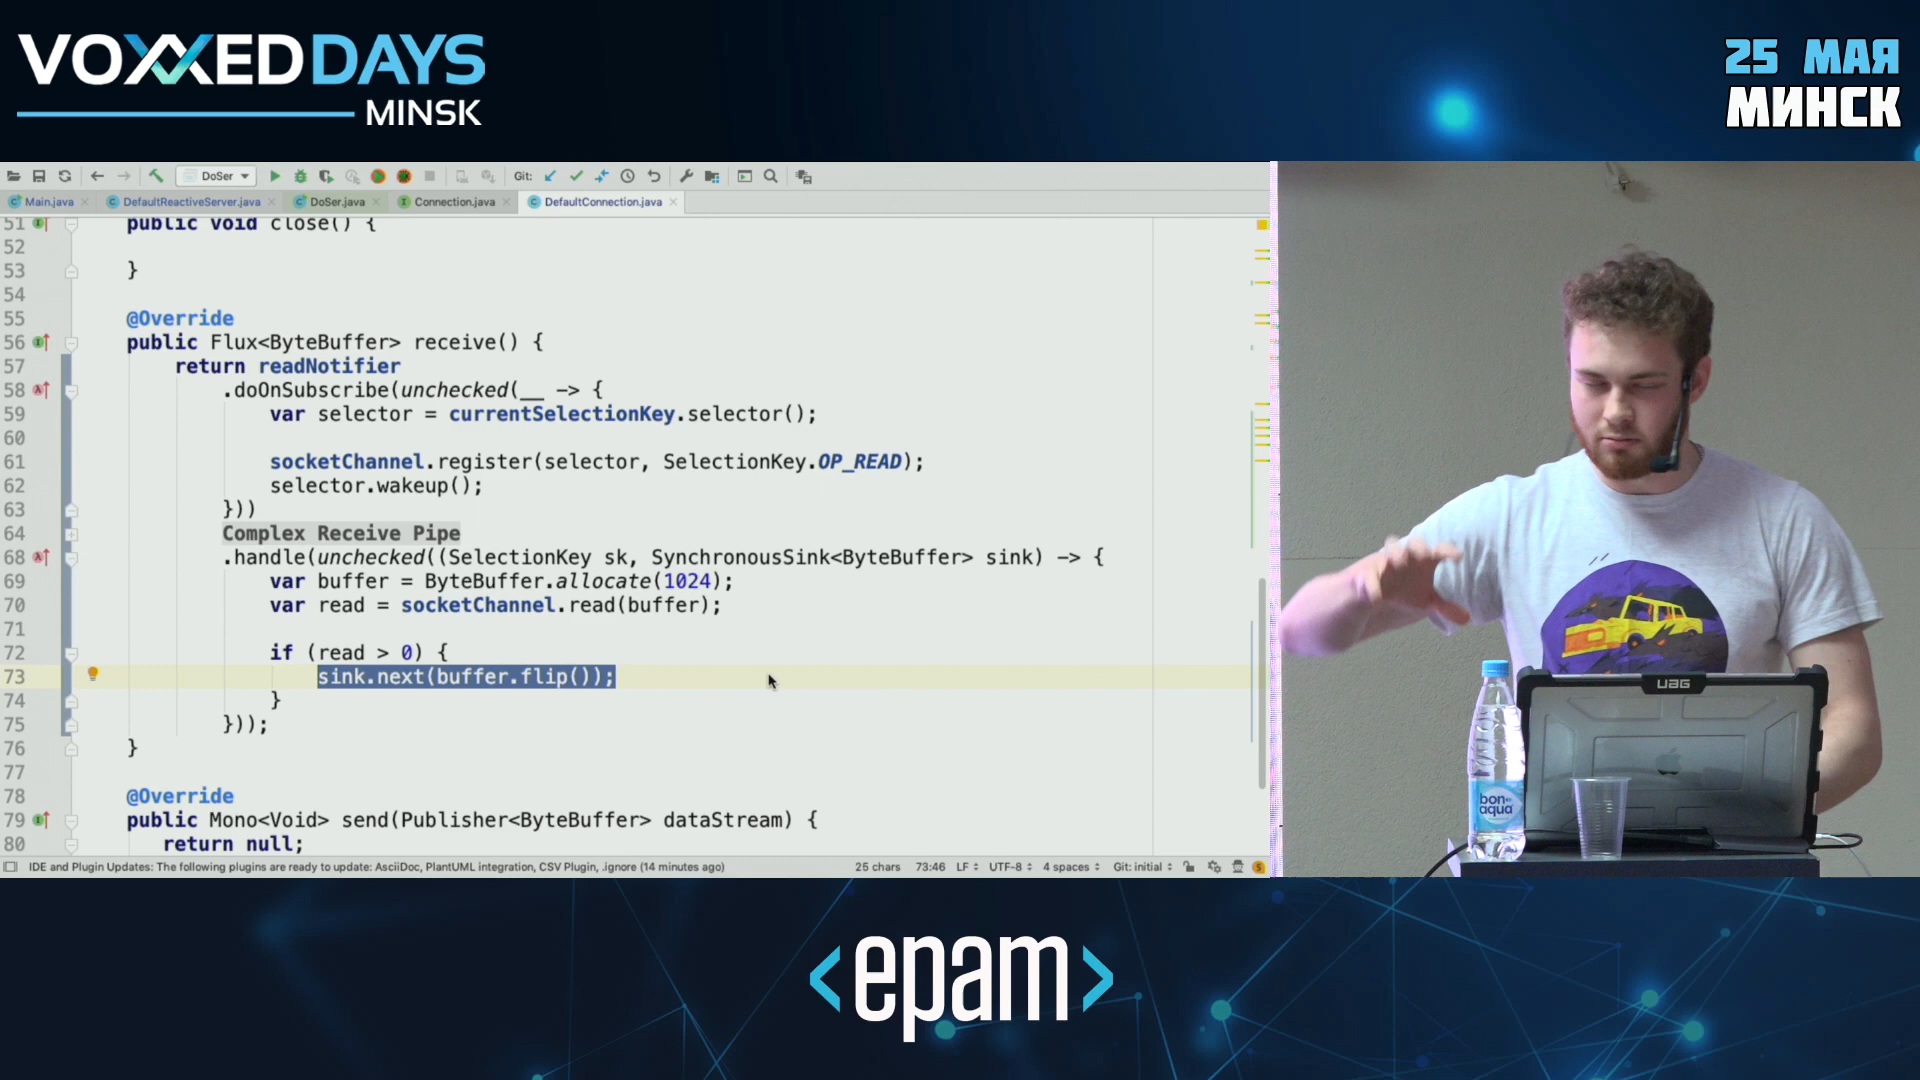 VOXXEDDAYS
MINSK
25 МАЯ
МИНСК
DoSer
Git:
Main.java
DefaultReactiveServer.java
DoSer.java
Connection.java
DefaultConnection.java
51 public void close() {
52
53 }
54
55 @Override
56 public Flux<ByteBuffer> receive() {
57 return readNotifier
58 .doOnSubscribe(unchecked(__ -> {
59 var selector = currentSelectionKey.selector();
60
61 socketChannel.register(selector, SelectionKey.OP_READ);
62 selector.wakeup();
63 }))
64 Complex Receive Pipe
68 .handle(unchecked((SelectionKey sk, SynchronousSink<ByteBuffer> sink) -> {
69 var buffer = ByteBuffer.allocate(1024);
70 var read = socketChannel.read(buffer);
71
72 if (read > 0) {
73 sink.next(buffer.flip());
74 }
75 }));
76 }
77
78 @Override
79 public Mono<Void> send(Publisher<ByteBuffer> dataStream) {
80 return null;
IDE and Plugin Updates: The following plugins are ready to update: AsciiDoc, PlantUML integration, CSV Plugin, .ignore (14 minutes ago)
25 chars 73:46 LF UTF-8 4 spaces Git: initial
UAG
bon
aqua
<epam>